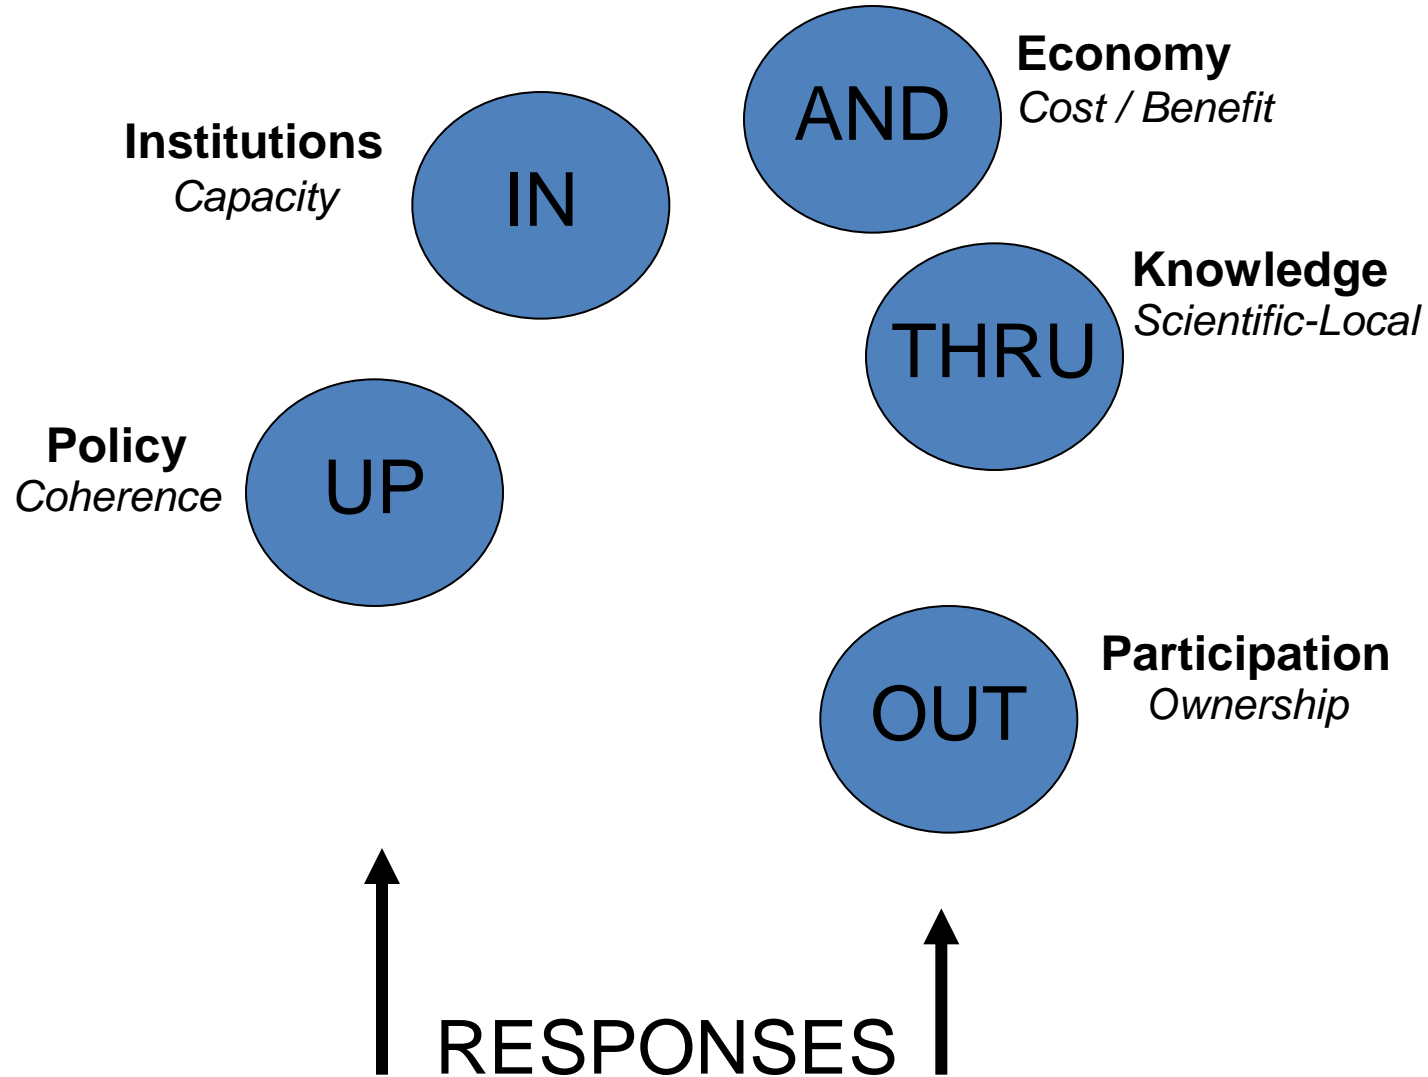 Economy
Cost / Benefit
AND
Institutions
Capacity
IN
Knowledge
Scientific-Local
THRU
Policy
Coherence
UP
Participation
Ownership
OUT
RESPONSES